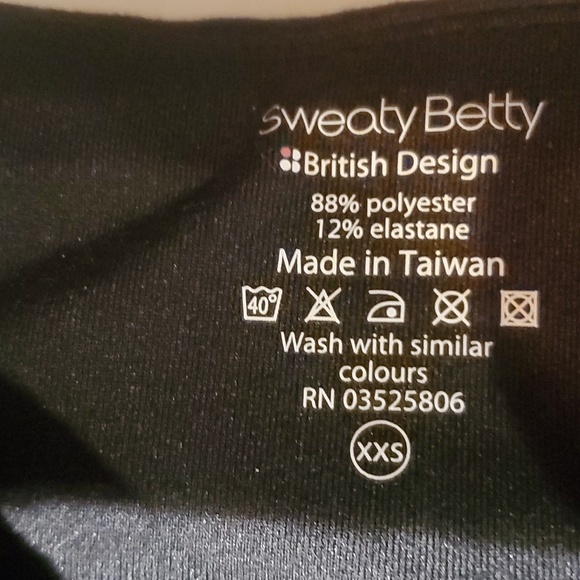 Sweaty Betty
British Design
88% polyester
12% elastane
Made in Taiwan
40°
Wash with similar
colours
RN 03525806
XXS